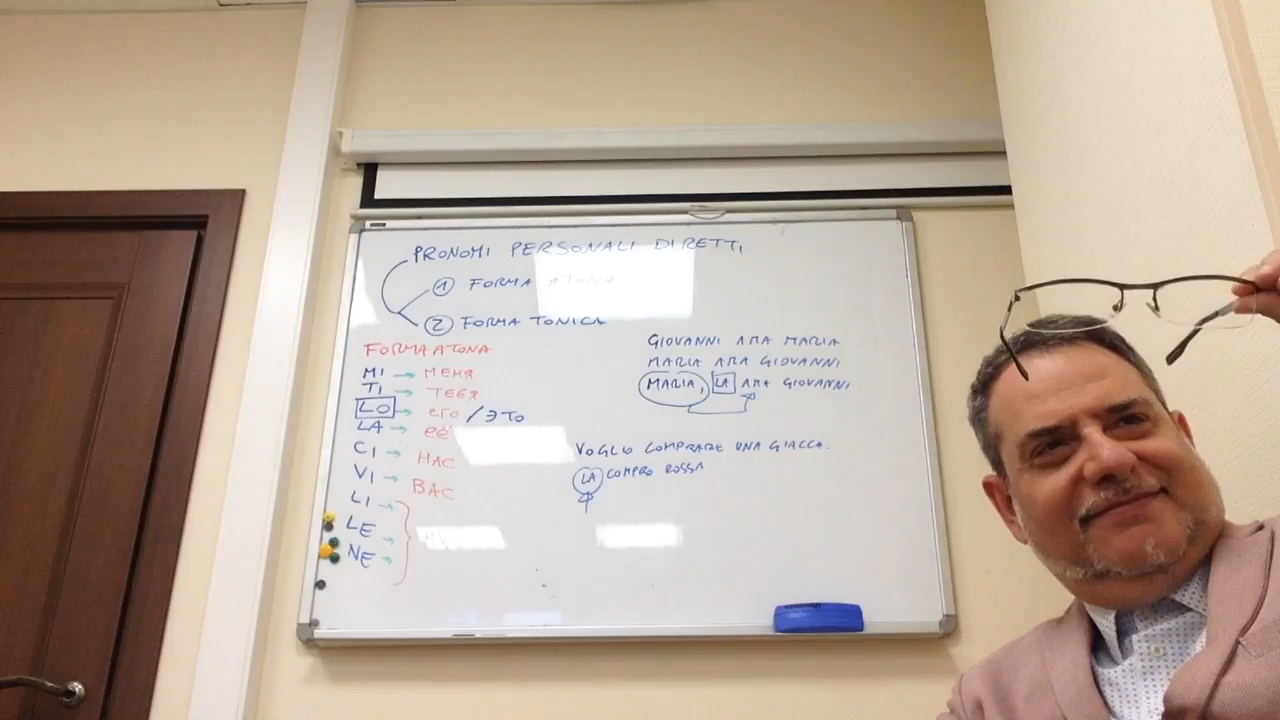 PRONOMI PERSONALI DIRETTI
1 FORMA ATONA
2 FORMA TONICA
FORMA ATONA
MI → МЕНЯ
TI → ТЕБЯ
LO → его / ЭТО
LA → её
CI → НАС
VI → ВАС
LI →
LE →
NE →
их
GIOVANNI AMA MARIA
MARIA AMA GIOVANNI
MARIA, LA AMA GIOVANNI
VOGLIO COMPRARE UNA GIACCA.
LA COMPRO ROSSA